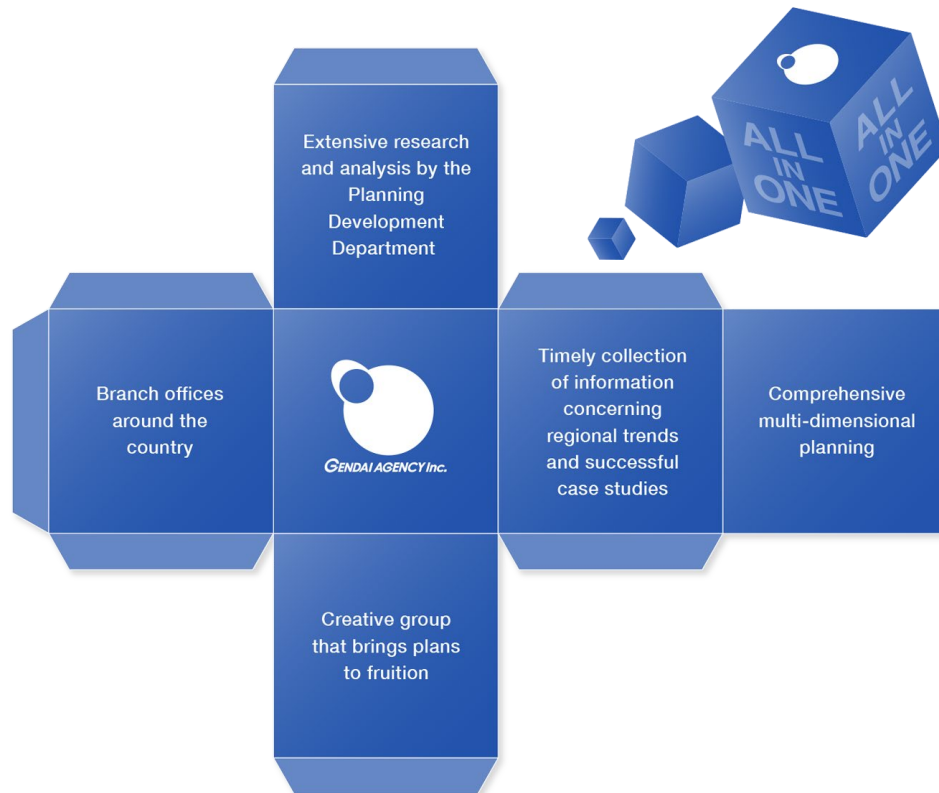 Extensive research
and analysis by the
Planning
Development
Department
ALL
IN
ONE
ALL
IN
ONE
Branch offices
around the
country
GENDAI AGENCY Inc.
Timely collection
of information
concerning
regional trends
and successful
case studies
Comprehensive
multi-dimensional
planning
Creative group
that brings plans
to fruition